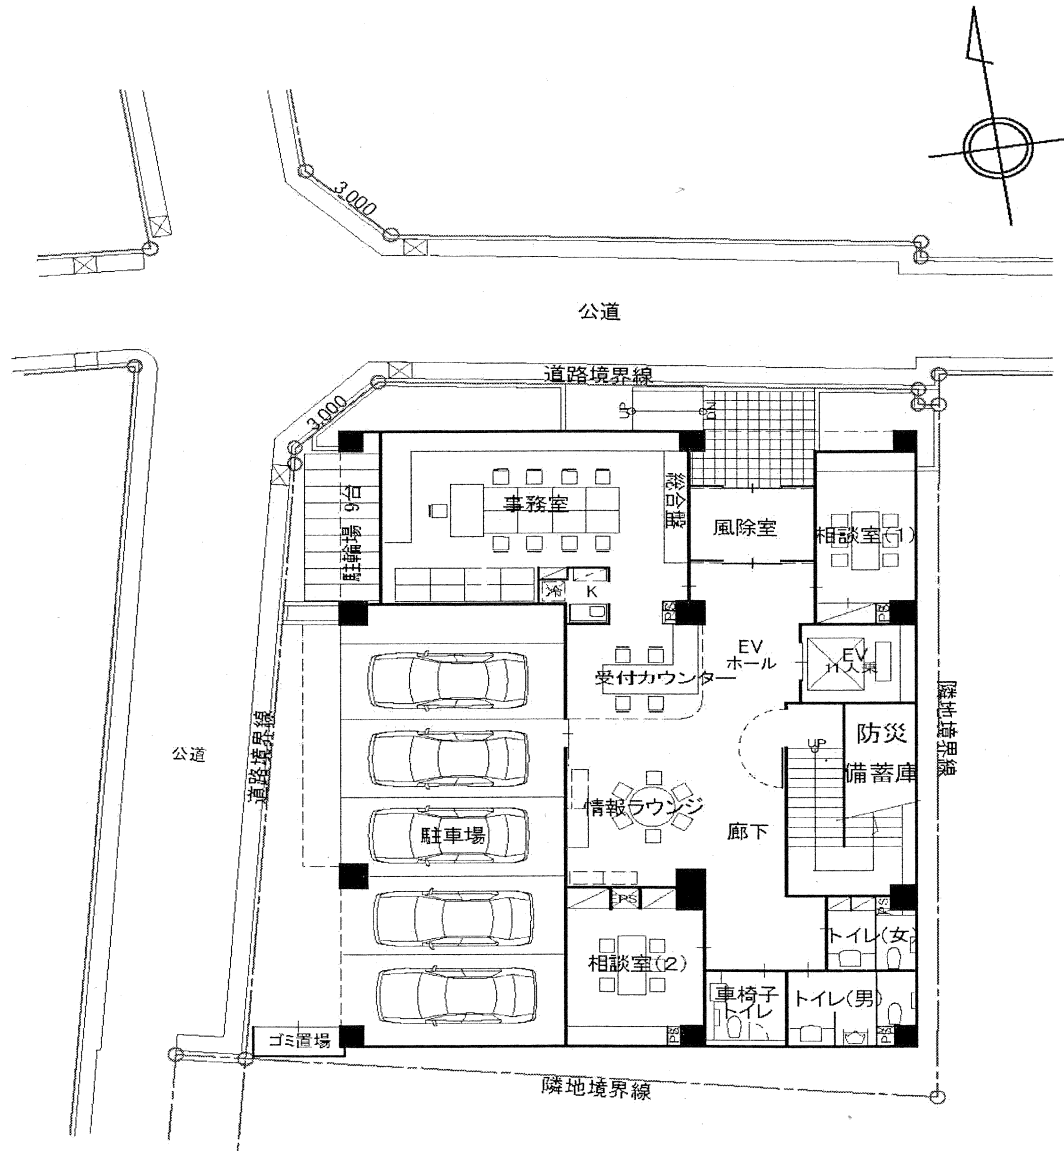 3,000
公道
道路境界線
3,000
UP
DN
駐輪場 9台
事務室
総合盤
風除室
相談室(1)
K
PS
PS
EV
ホール
EV
11人乗
受付カウンター
公道
道路境界線
隣地境界線
UP
防災
備蓄庫
情報ラウンジ
廊下
駐車場
PS
PS
トイレ(女)
相談室(2)
車椅子
トイレ
トイレ(男)
PS
PS
ゴミ置場
隣地境界線